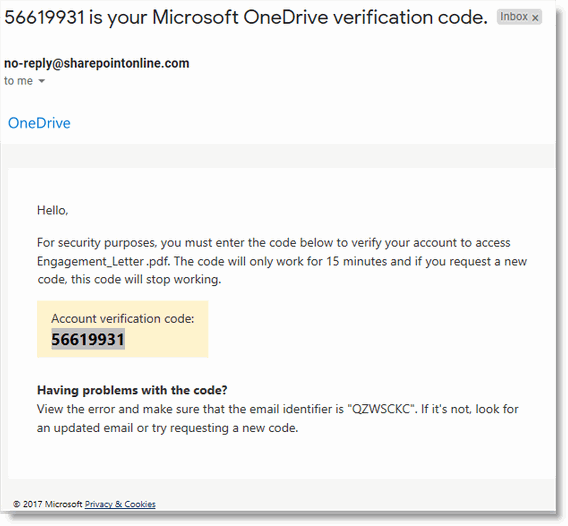 56619931 is your Microsoft OneDrive verification code. Inbox x
no-reply@sharepointonline.com
to me
OneDrive
Hello,
For security purposes, you must enter the code below to verify your account to access
Engagement_Letter.pdf. The code will only work for 15 minutes and if you request a new
code, this code will stop working.
Account verification code:
56619931
Having problems with the code?
View the error and make sure that the email identifier is "QZWSCKC". If it's not, look for
an updated email or try requesting a new code.
© 2017 Microsoft Privacy & Cookies